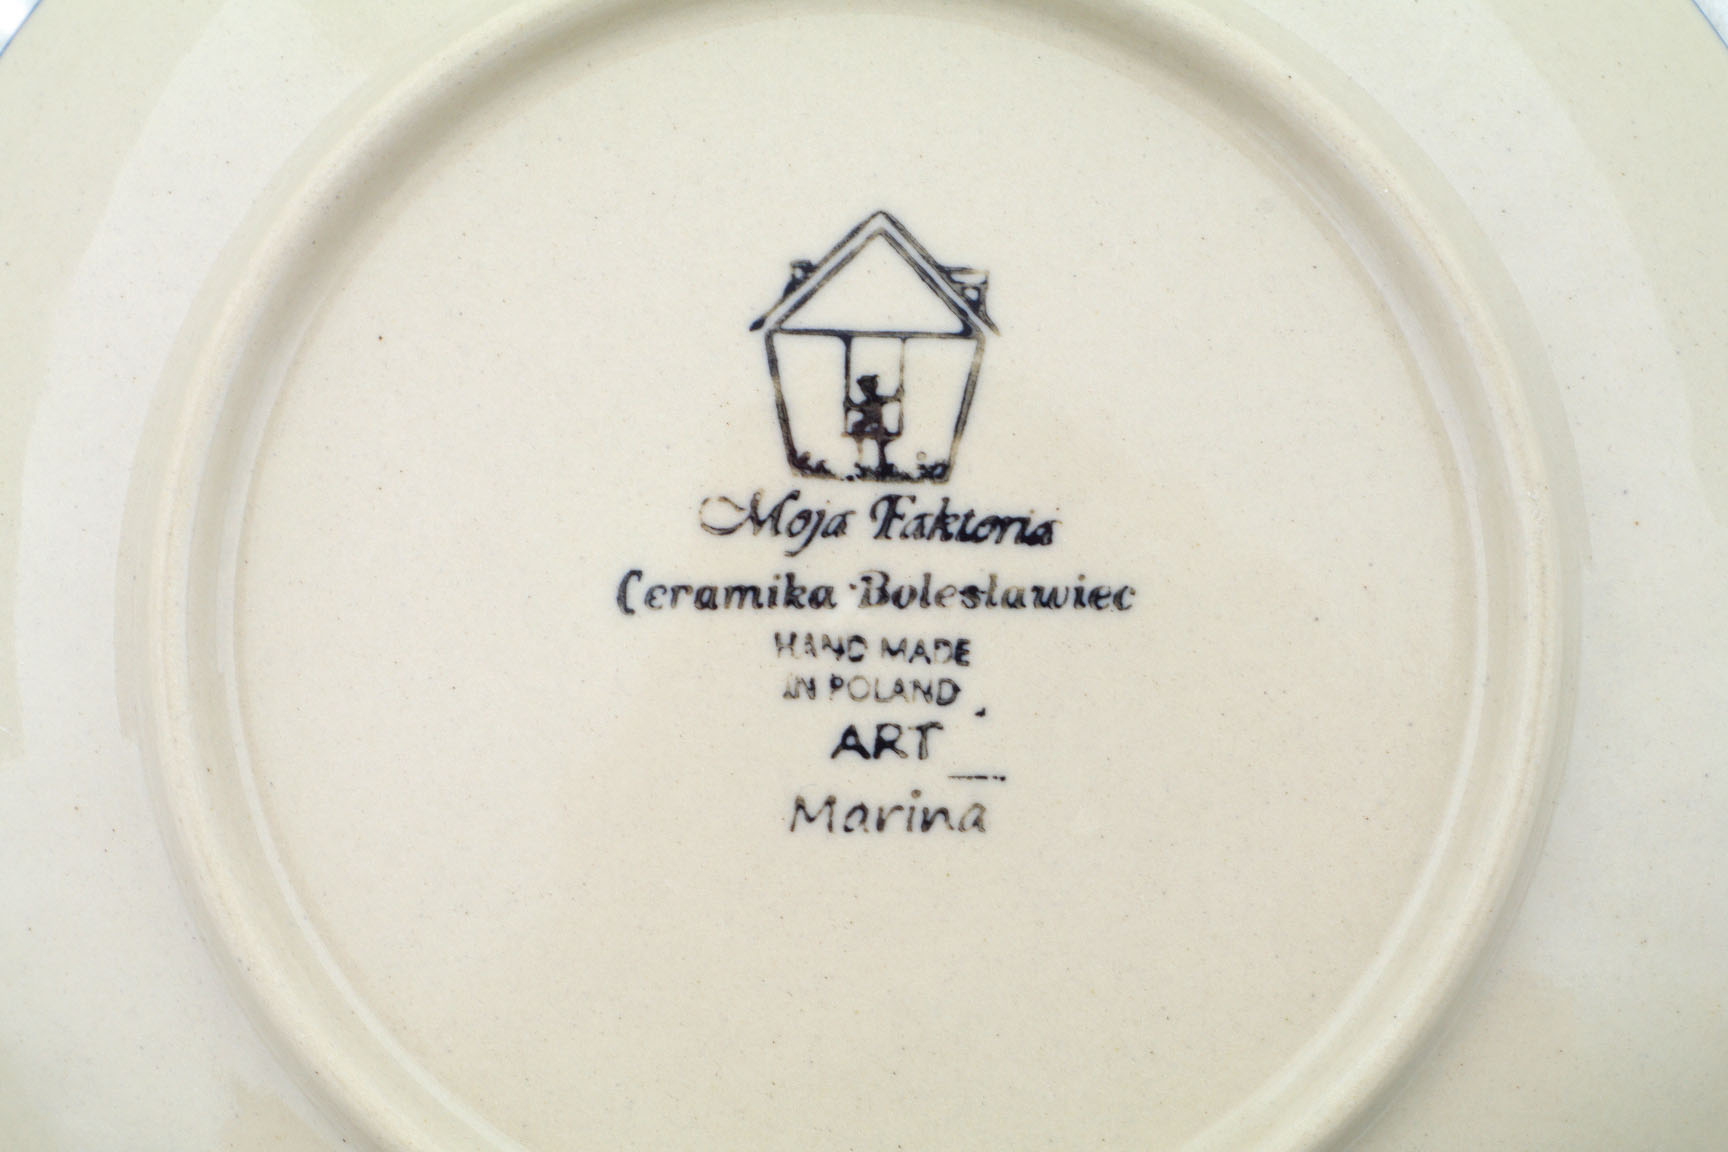 Moja Faktoria
Ceramika Bolesławiec
HAND MADE
IN POLAND
ART
Marina